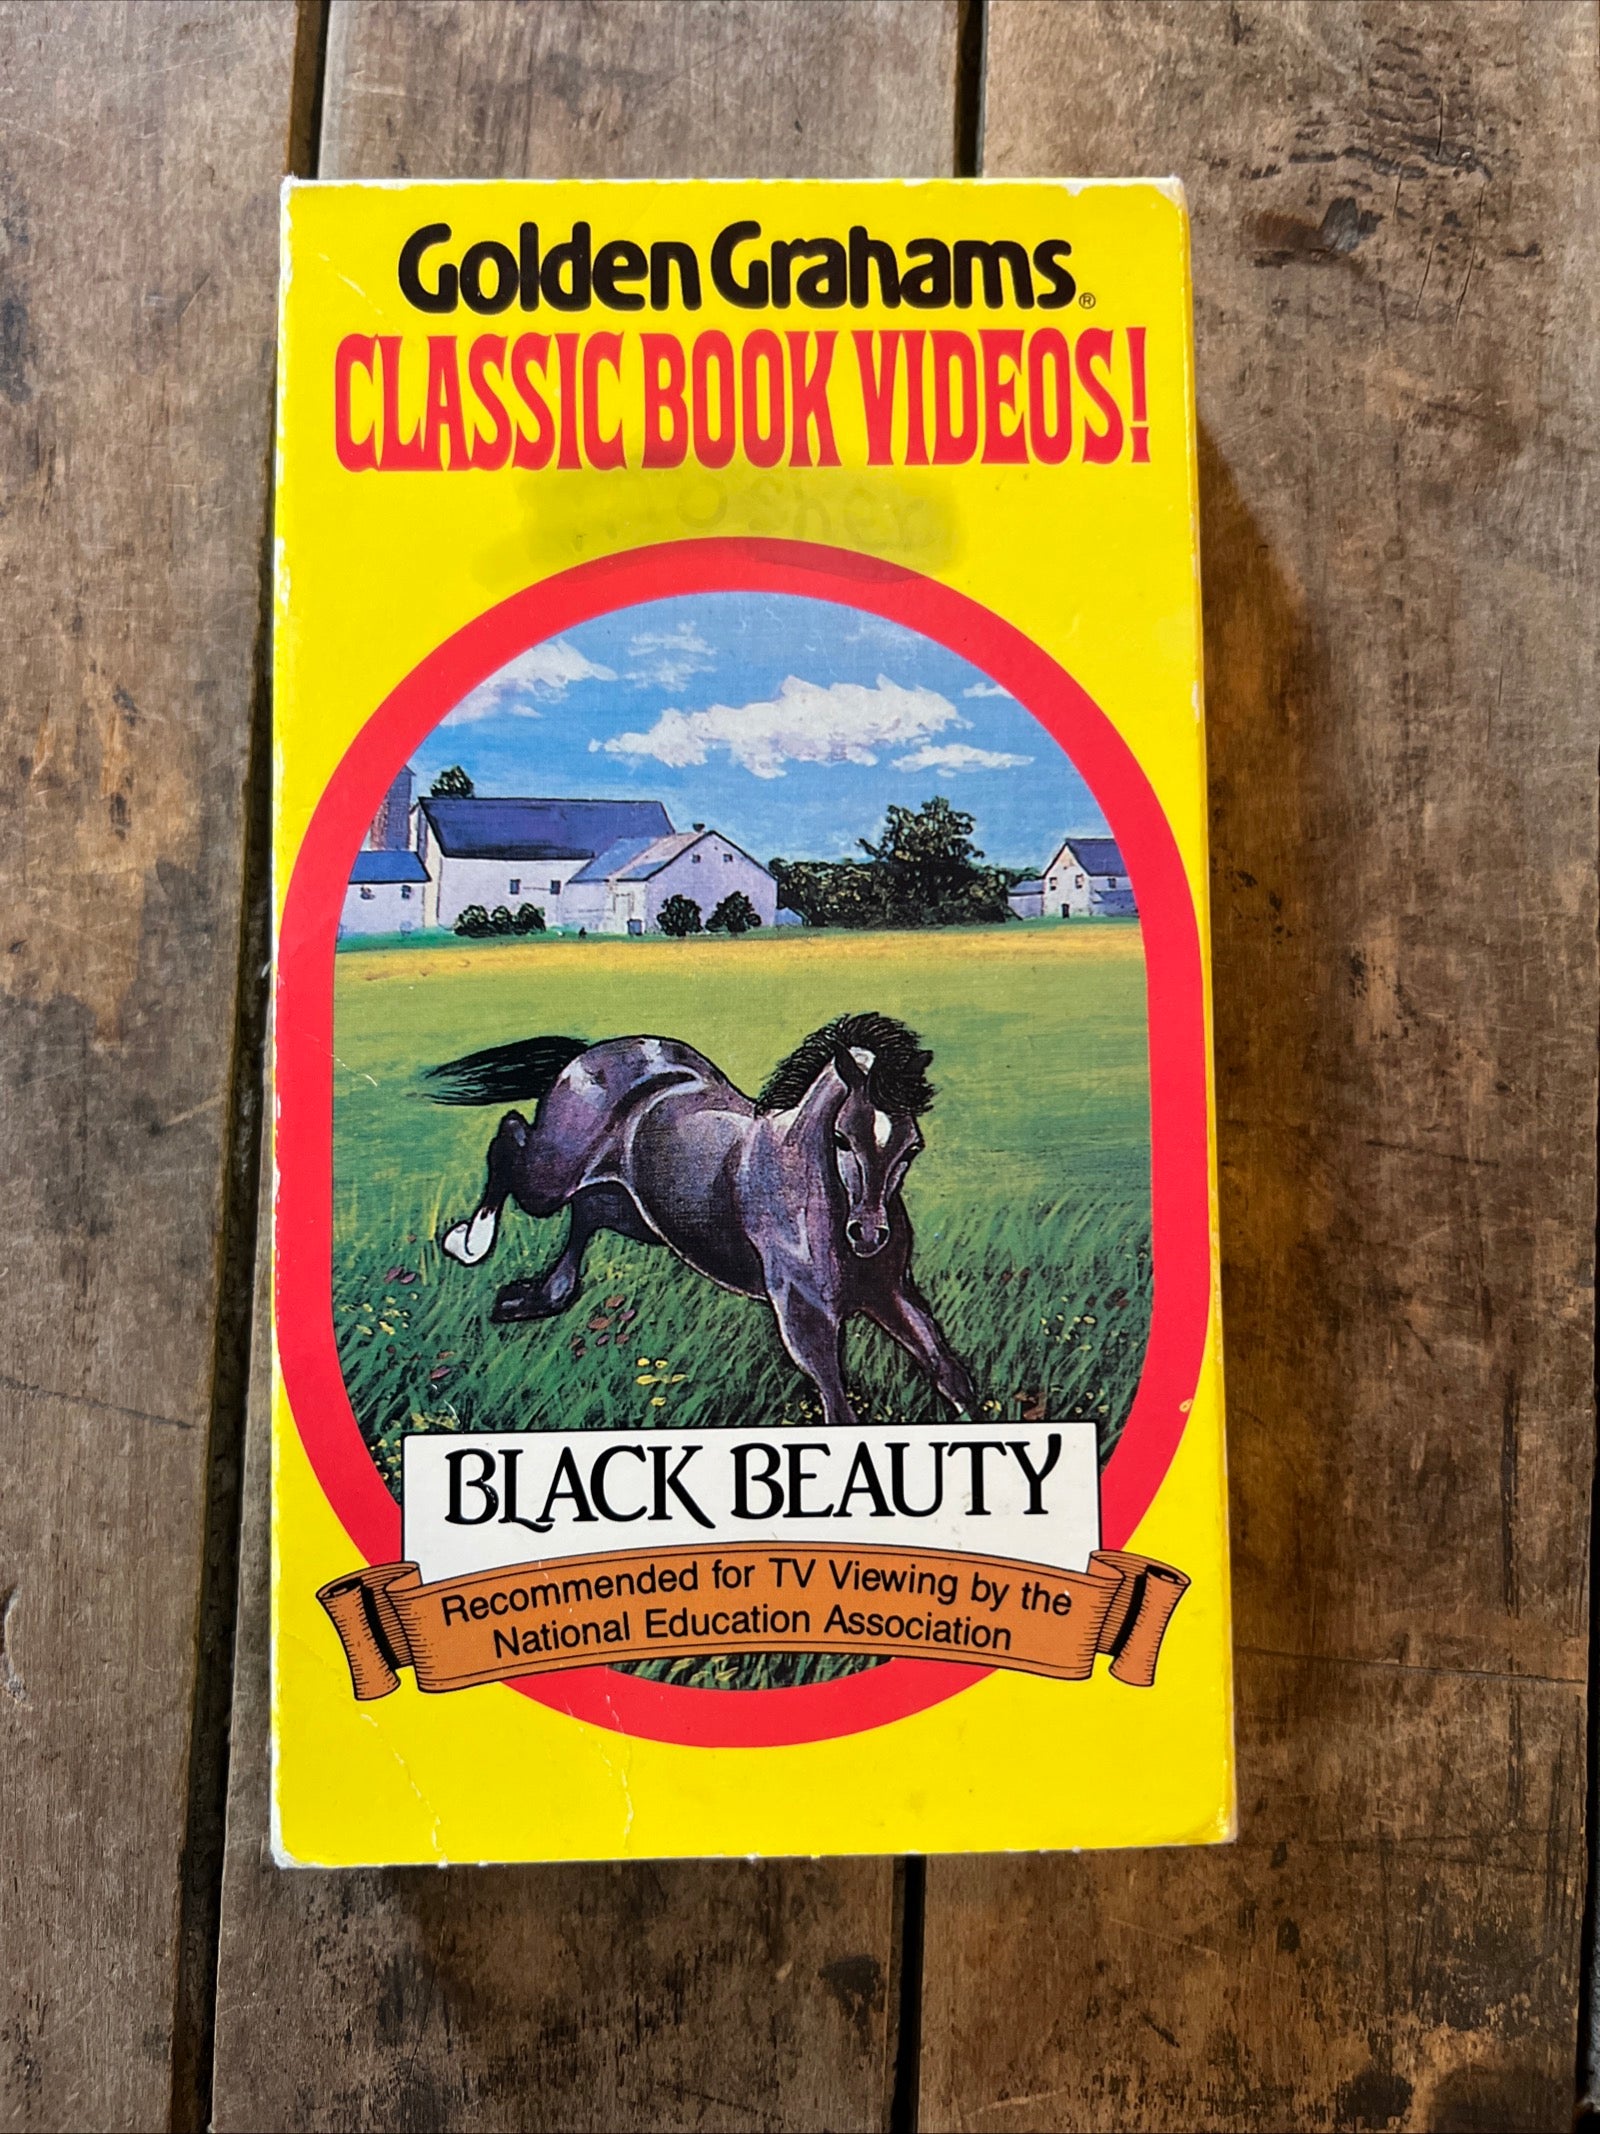 Golden Grahams®
CLASSIC BOOK VIDEOS!
BLACK BEAUTY
Recommended for TV Viewing by the
National Education Association